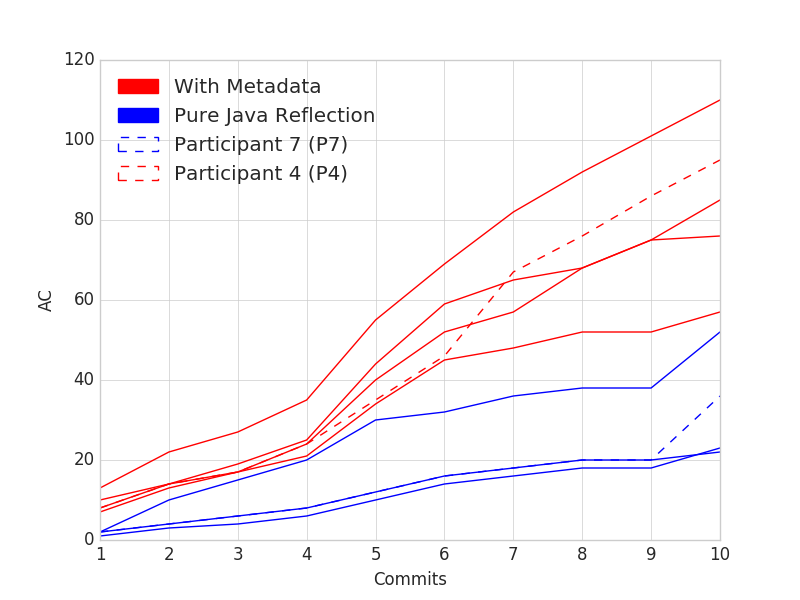 120
100
80
60
40
20
0
AC
With Metadata
Pure Java Reflection
Participant 7 (P7)
Participant 4 (P4)
1 2 3 4 5 6 7 8 9 10
Commits